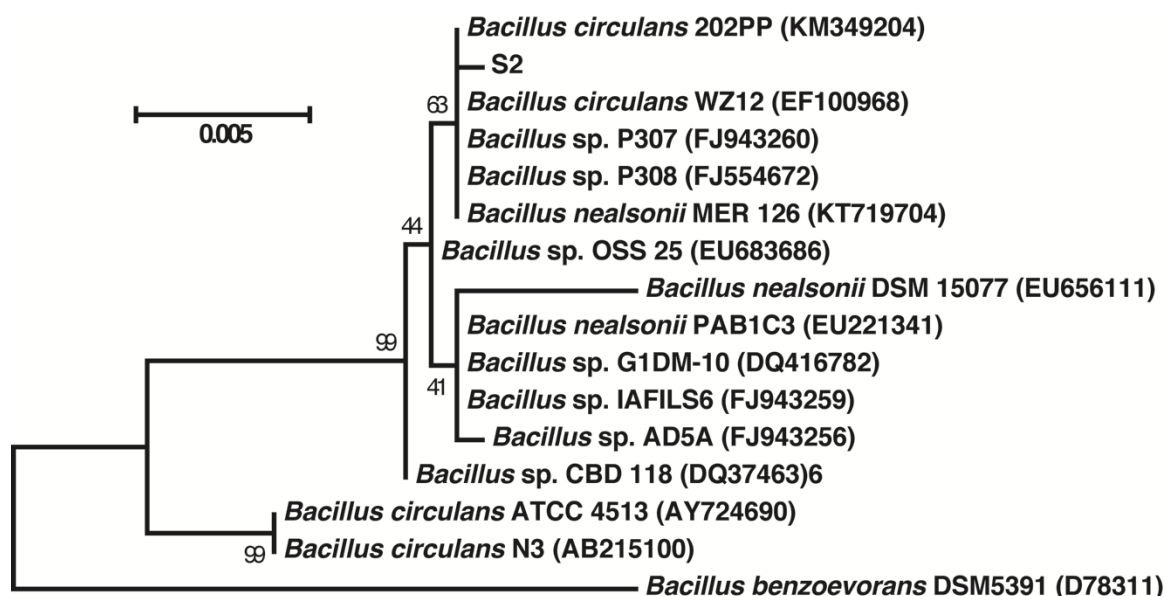 Bacillus circulans 202PP (KM349204)
S2
63
Bacillus circulans WZ12 (EF100968)
0.005
Bacillus sp. P307 (FJ943260)
Bacillus sp. P308 (FJ554672)
Bacillus nealsonii MER 126 (KT719704)
44
Bacillus sp. OSS 25 (EU683686)
Bacillus nealsonii DSM 15077 (EU656111)
Bacillus nealsonii PAB1C3 (EU221341)
99
Bacillus sp. G1DM-10 (DQ416782)
41
Bacillus sp. IAFILS6 (FJ943259)
Bacillus sp. AD5A (FJ943256)
Bacillus sp. CBD 118 (DQ37463)6
Bacillus circulans ATCC 4513 (AY724690)
99
Bacillus circulans N3 (AB215100)
Bacillus benzoevorans DSM5391 (D78311)